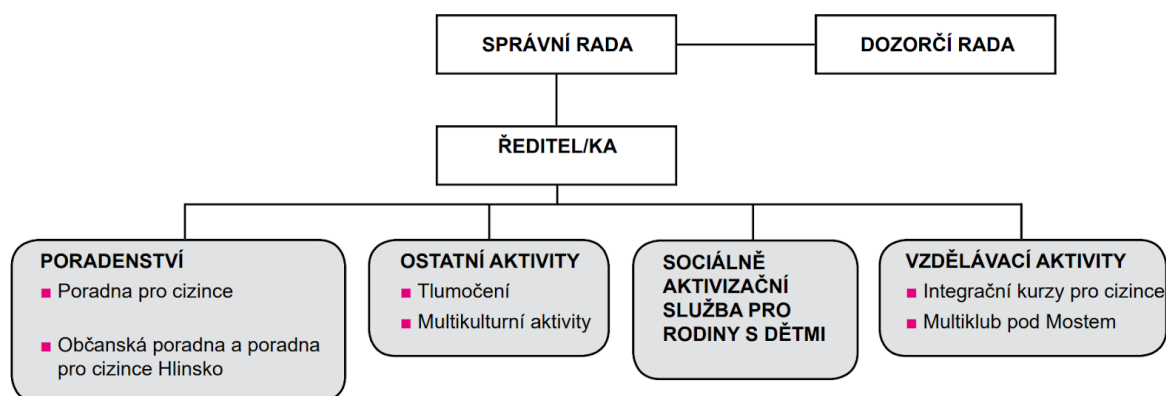 SPRÁVNÍ RADA
DOZORČÍ RADA
ŘEDITEL/KA
PORADENSTVÍ
Poradna pro cizince
Občanská poradna a poradna
pro cizince Hlinsko
OSTATNÍ AKTIVITY
Tlumočení
Multikulturní aktivity
SOCIÁLNĚ
AKTIVIZAČNÍ
SLUŽBA PRO
RODINY S DĚTMI
VZDĚLÁVACÍ AKTIVITY
Integrační kurzy pro cizince
Multiklub pod Mostem